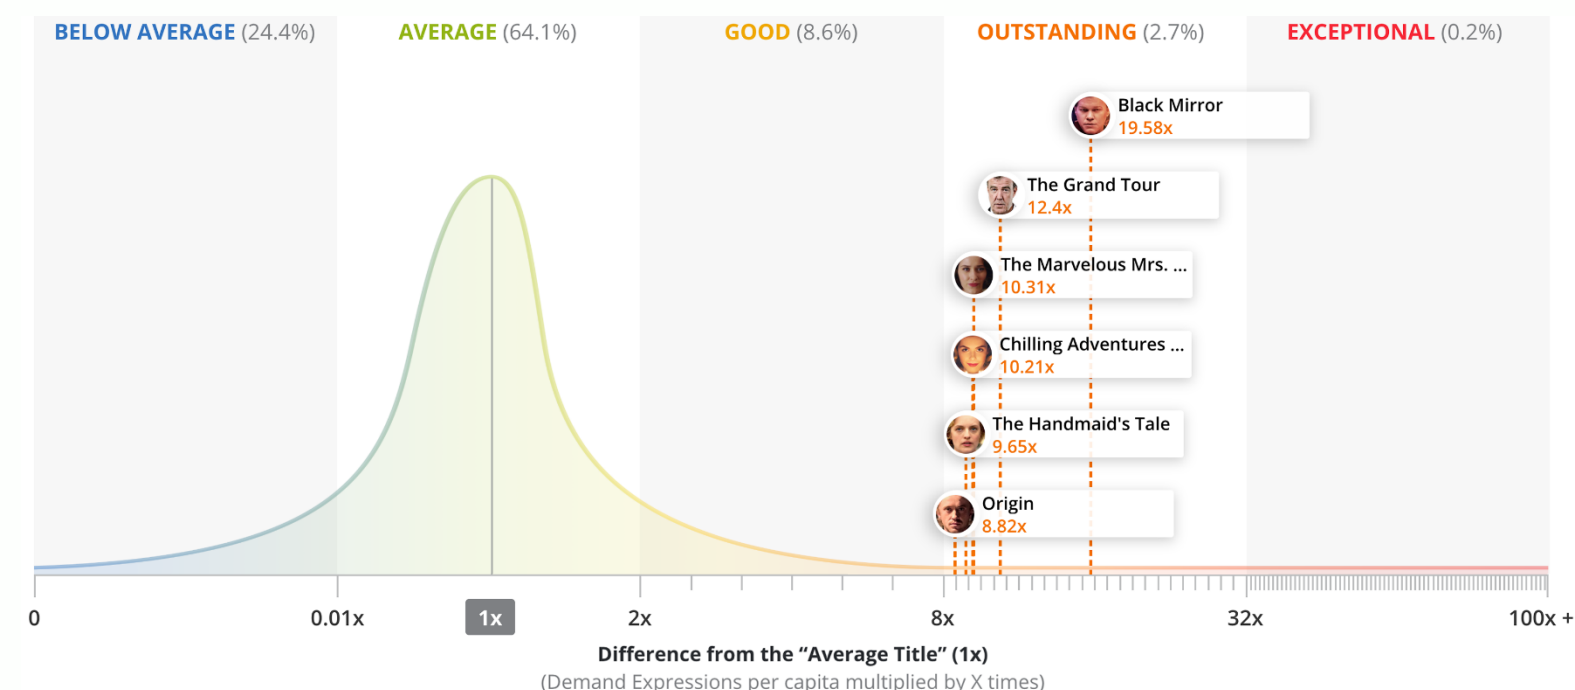 BELOW AVERAGE (24.4%)
AVERAGE (64.1%)
GOOD (8.6%)
OUTSTANDING (2.7%)
EXCEPTIONAL (0.2%)
Black Mirror
19.58x
The Grand Tour
12.4x
The Marvelous Mrs. ...
10.31x
Chilling Adventures ...
10.21x
The Handmaid's Tale
9.65x
Origin
8.82x
0
0.01x
1x
2x
8x
32x
100x +
Difference from the “Average Title” (1x)
(Demand Expressions per capita multiplied by X times)